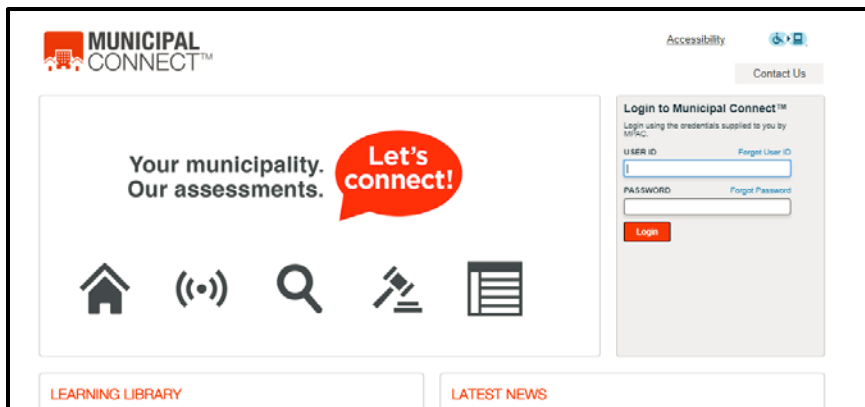 MUNICIPAL
CONNECT™
Accessibility
Contact Us
Your municipality.
Our assessments.
Let's
connect!
Login to Municipal Connect™
Login using the credentials supplied to you by
MPAC.
USER ID
Forgot User ID
PASSWORD
Forgot Password
Login
LEARNING LIBRARY
LATEST NEWS